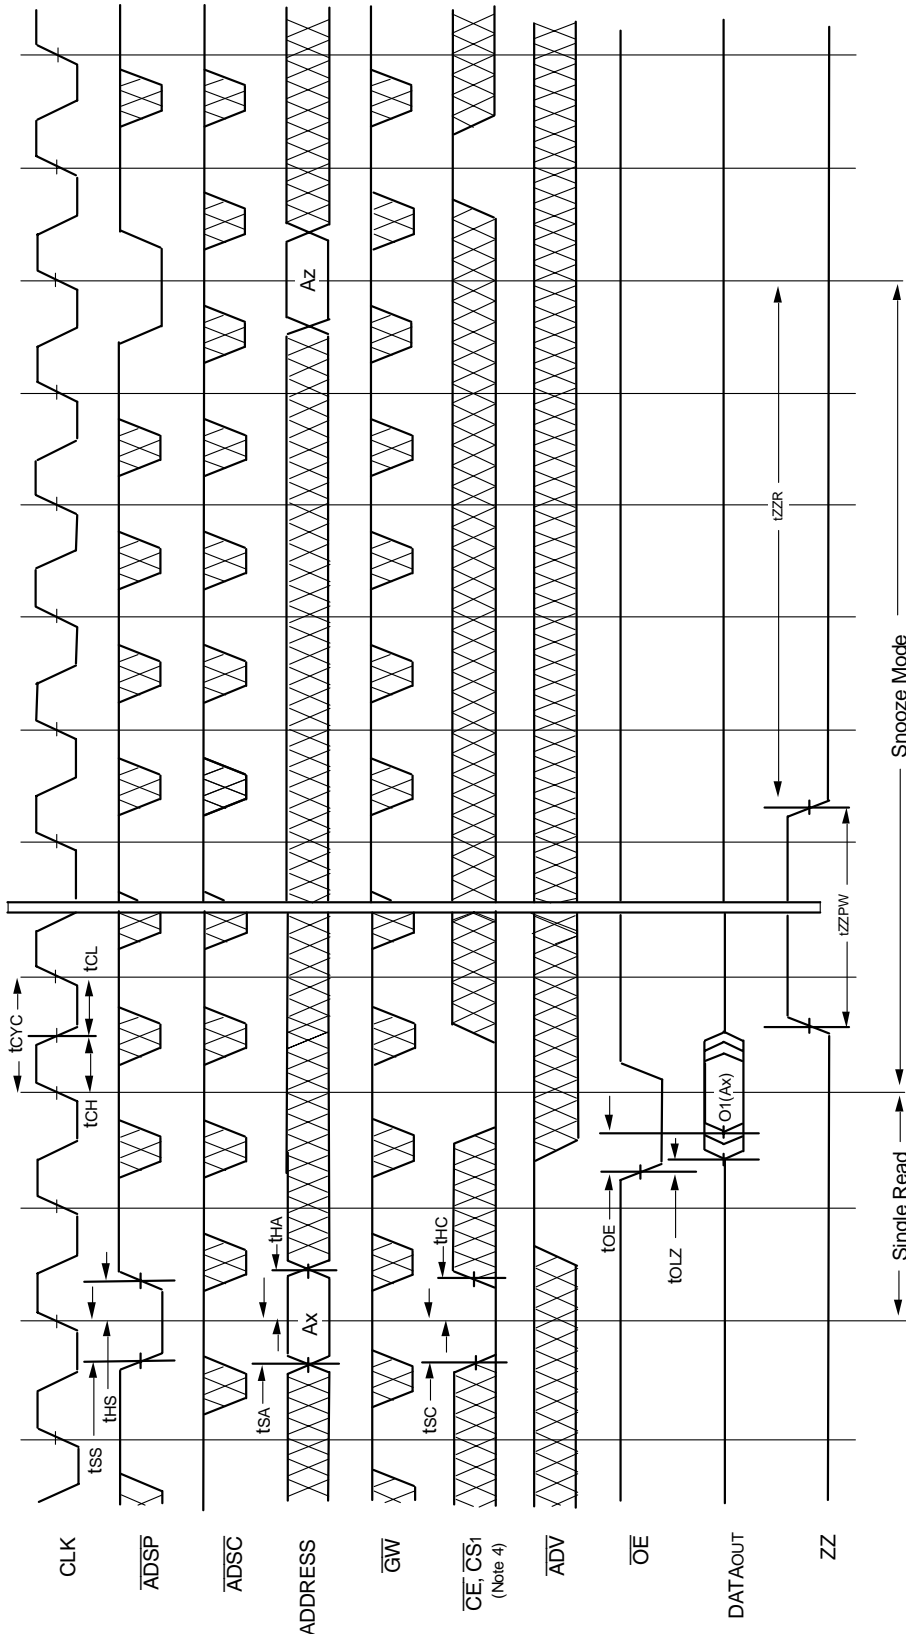 tCYC
tCH
tCL
tSS
tHS
CLK
ADSP
ADSC
tSA
tHA
ADDRESS
Ax
Az
GW
tSC
tHC
CE, CS1
(Note 4)
ADV
OE
tOE
tOLZ
DATAOUT
O1(Ax)
ZZ
tZZR
tZZPW
Single Read
Snooze Mode